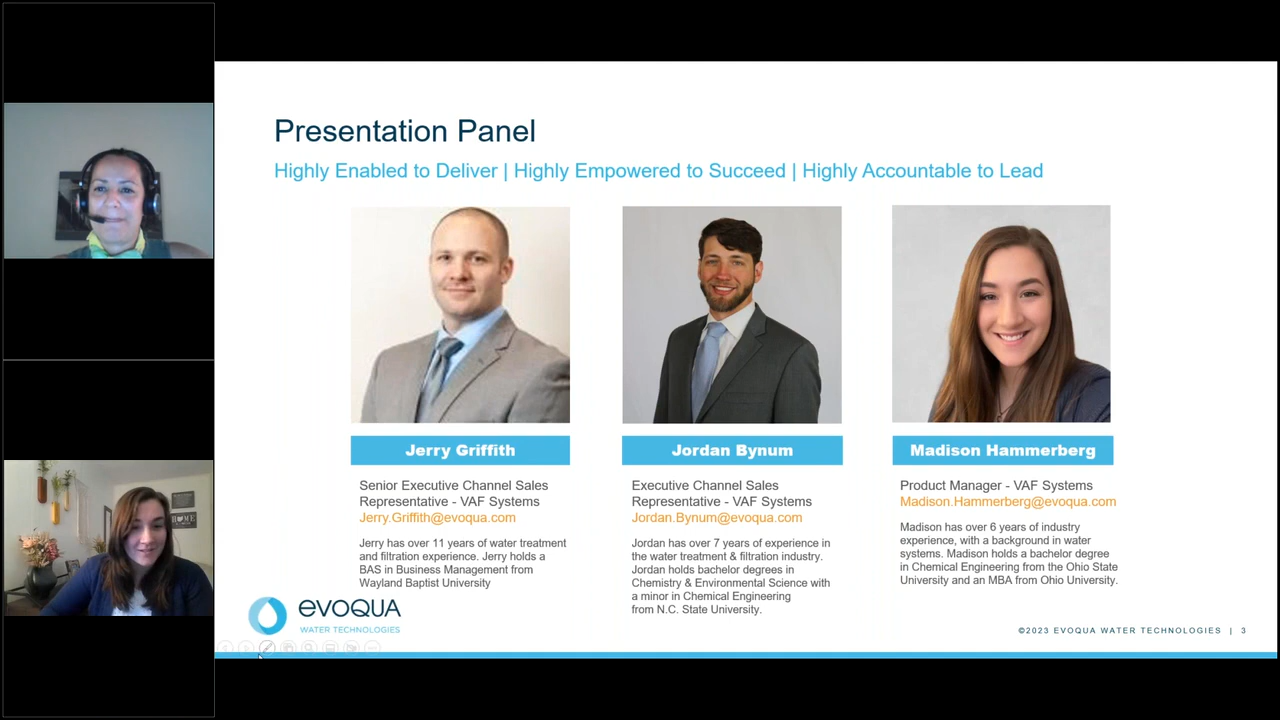 Presentation Panel
Highly Enabled to Deliver | Highly Empowered to Succeed | Highly Accountable to Lead
Jerry Griffith
Senior Executive Channel Sales
Representative - VAF Systems
Jerry.Griffith@evoqua.com
Jerry has over 11 years of water treatment
and filtration experience. Jerry holds a
BAS in Business Management from
Wayland Baptist University
Jordan Bynum
Executive Channel Sales
Representative - VAF Systems
Jordan.Bynum@evoqua.com
Jordan has over 7 years of experience in
the water treatment & filtration industry.
Jordan holds bachelor degrees in
Chemistry & Environmental Science with
a minor in Chemical Engineering
from N.C. State University.
Madison Hammerberg
Product Manager - VAF Systems
Madison.Hammerberg@evoqua.com
Madison has over 6 years of industry
experience, with a background in water
systems. Madison holds a bachelor degree
in Chemical Engineering from the Ohio State
University and an MBA from Ohio University.
evoQUA
WATER TECHNOLOGIES
©2023 EVOQUA WATER TECHNOLOGIES | 3
HOME